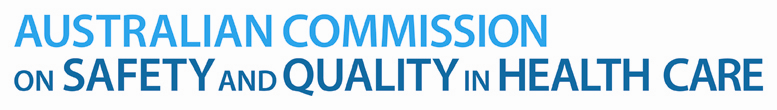 AUSTRALIAN COMMISSION
ON SAFETY AND QUALITY IN HEALTH CARE